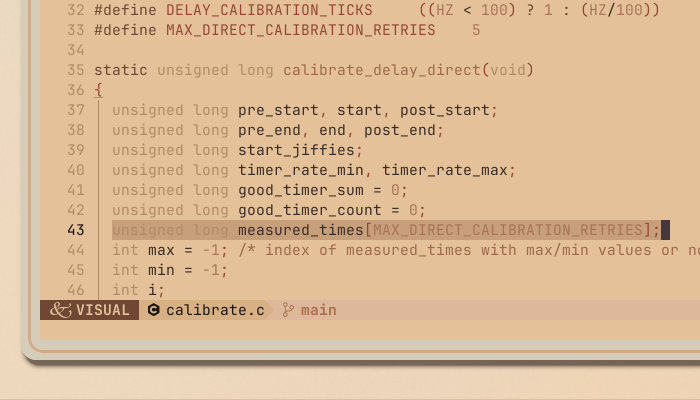 32 #define DELAY_CALIBRATION_TICKS     ((HZ < 100) ? 1 : (HZ/100))
33 #define MAX_DIRECT_CALIBRATION_RETRIES    5
34
35 static unsigned long calibrate_delay_direct(void)
36 {
37   unsigned long pre_start, start, post_start;
38   unsigned long pre_end, end, post_end;
39   unsigned long start_jiffies;
40   unsigned long timer_rate_min, timer_rate_max;
41   unsigned long good_timer_sum = 0;
42   unsigned long good_timer_count = 0;
43   unsigned long measured_times[MAX_DIRECT_CALIBRATION_RETRIES];
44   int max = -1; /* index of measured_times with max/min values or
45   int min = -1;
46   int i;
& VISUAL calibrate.c main